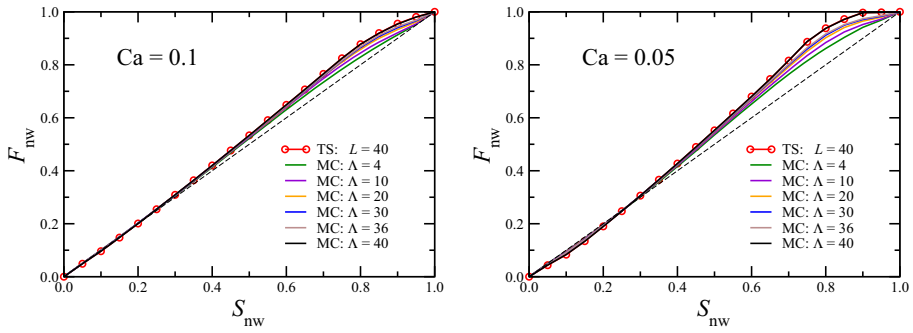 1.0
0.8
0.6
0.4
0.2
0.0
F_nw
Ca = 0.1
TS: L = 40
MC: Λ = 4
MC: Λ = 10
MC: Λ = 20
MC: Λ = 30
MC: Λ = 36
MC: Λ = 40
0.0 0.2 0.4 0.6 0.8 1.0
S_nw
1.0
0.8
0.6
0.4
0.2
0.0
F_nw
Ca = 0.05
TS: L = 40
MC: Λ = 4
MC: Λ = 10
MC: Λ = 20
MC: Λ = 30
MC: Λ = 36
MC: Λ = 40
0.0 0.2 0.4 0.6 0.8 1.0
S_nw